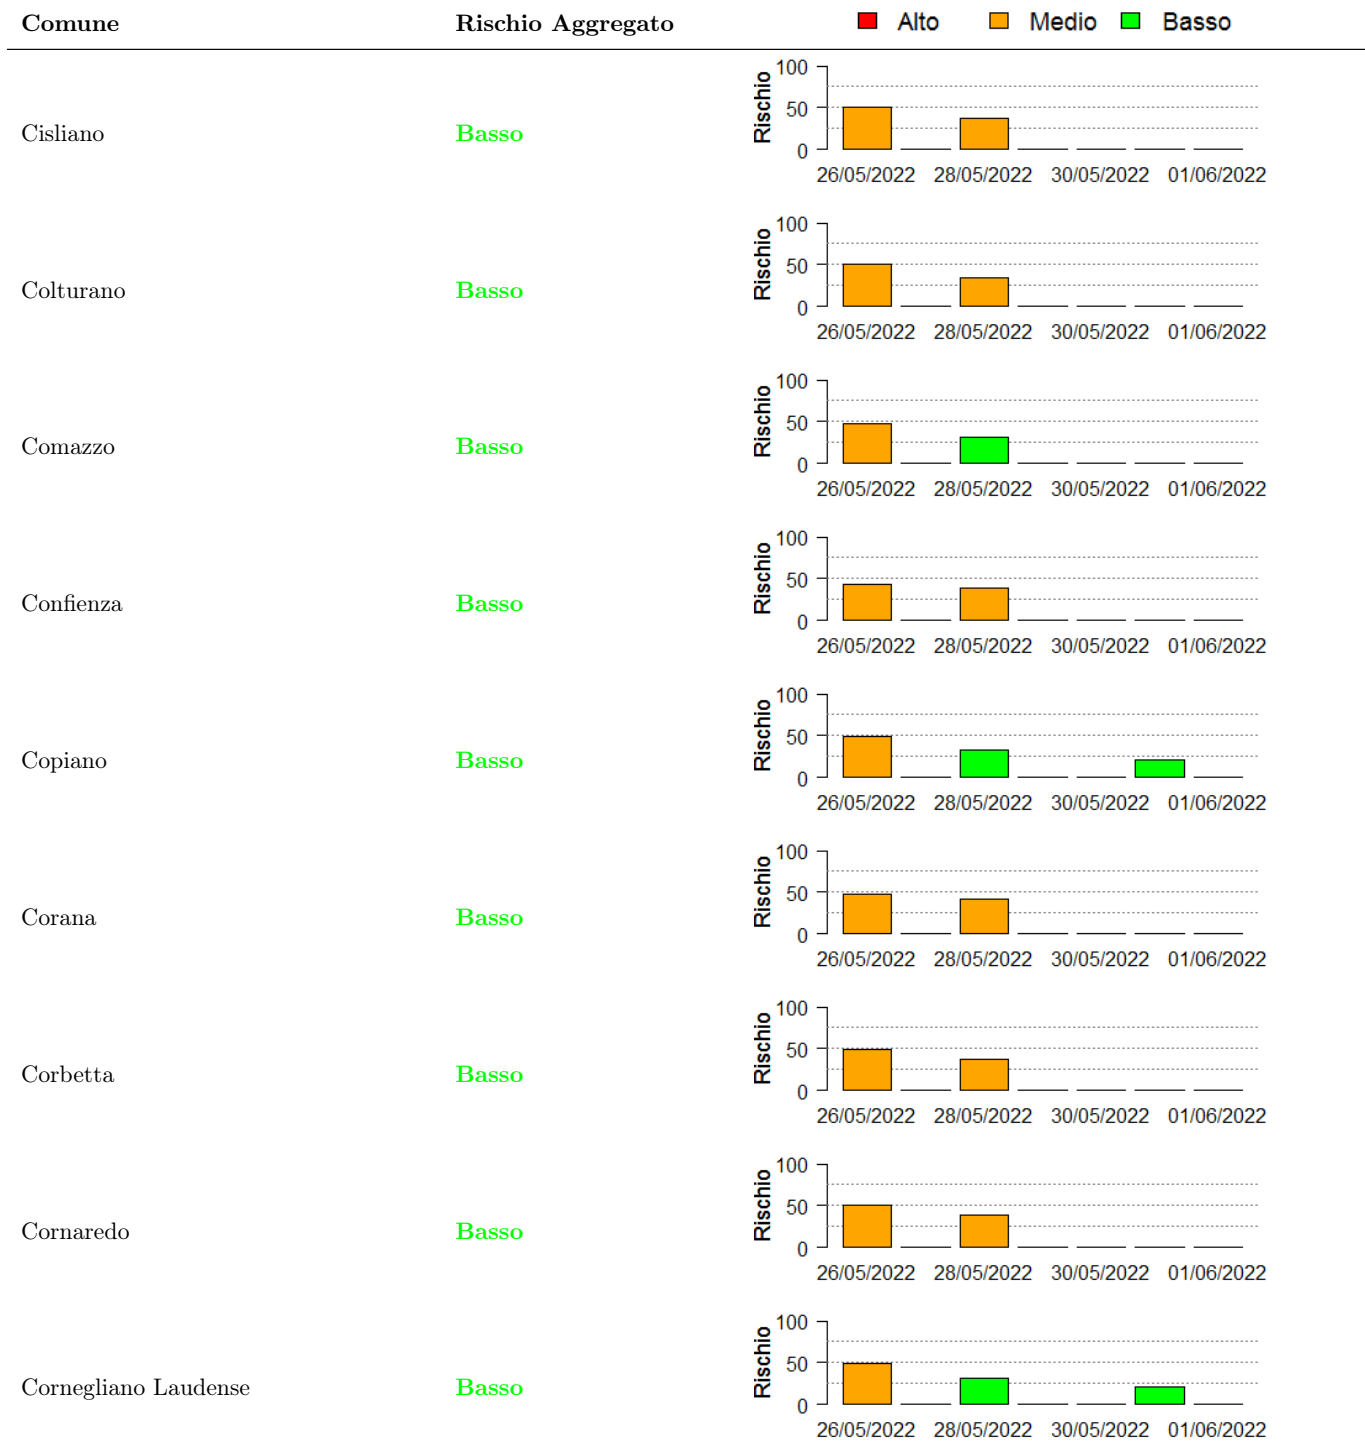 Comune Rischio Aggregato Alto Medio Basso
100
50
0
Rischio
Cisliano Basso
26/05/2022 28/05/2022 30/05/2022 01/06/2022
100
50
0
Rischio
Colturano Basso
26/05/2022 28/05/2022 30/05/2022 01/06/2022
100
50
0
Rischio
Comazzo Basso
26/05/2022 28/05/2022 30/05/2022 01/06/2022
100
50
0
Rischio
Confienza Basso
26/05/2022 28/05/2022 30/05/2022 01/06/2022
100
50
0
Rischio
Copiano Basso
26/05/2022 28/05/2022 30/05/2022 01/06/2022
100
50
0
Rischio
Corana Basso
26/05/2022 28/05/2022 30/05/2022 01/06/2022
100
50
0
Rischio
Corbetta Basso
26/05/2022 28/05/2022 30/05/2022 01/06/2022
100
50
0
Rischio
Cornaredo Basso
26/05/2022 28/05/2022 30/05/2022 01/06/2022
100
50
0
Rischio
Cornegliano Laudense Basso
26/05/2022 28/05/2022 30/05/2022 01/06/2022